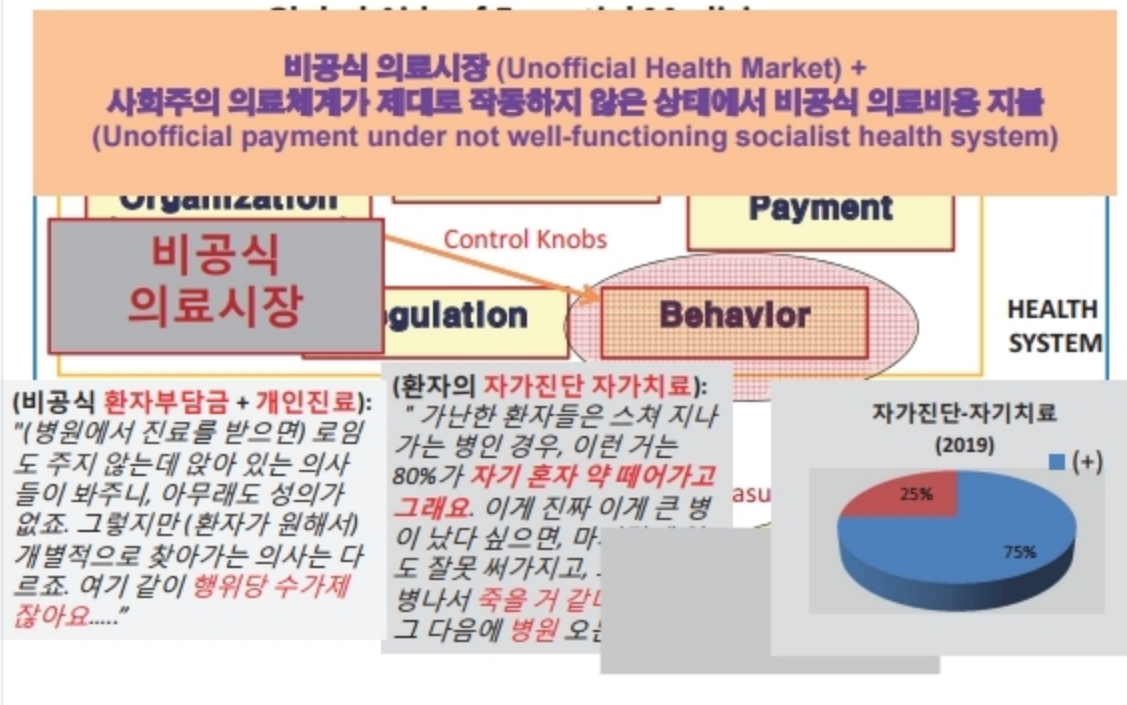 비공식 의료시장 (Unofficial Health Market) +
사회주의 의료체계가 제대로 작동하지 않은 상태에서 비공식 의료비용 지불
(Unofficial payment under not well-functioning socialist health system)
Organization
Payment
비공식
의료시장
Control Knobs
gulation
Behavior
HEALTH
SYSTEM
(비공식 환자부담금 + 개인진료):
"(병원에서 진료를 받으면) 로임
도 주지 않는데 앉아 있는 의사
들이 봐주니, 아무래도 성의가
없죠. 그렇지만 (환자가 원해서)
개별적으로 찾아가는 의사는 다
르죠. 여기 같이 행위당 수가제
잖아요....."
(환자의 자가진단 자가치료):
" 가난한 환자들은 스쳐 지나
가는 병인 경우, 이런 거는
80%가 자기 혼자 약 떼어가고
그래요. 이게 진짜 이게 큰 병
이 났다 싶으면,
도 잘못 써가지고,
병나서 죽을 거
그 다음에 병원
asu
자가진단-자기치료
(2019)
(+)
25%
75%